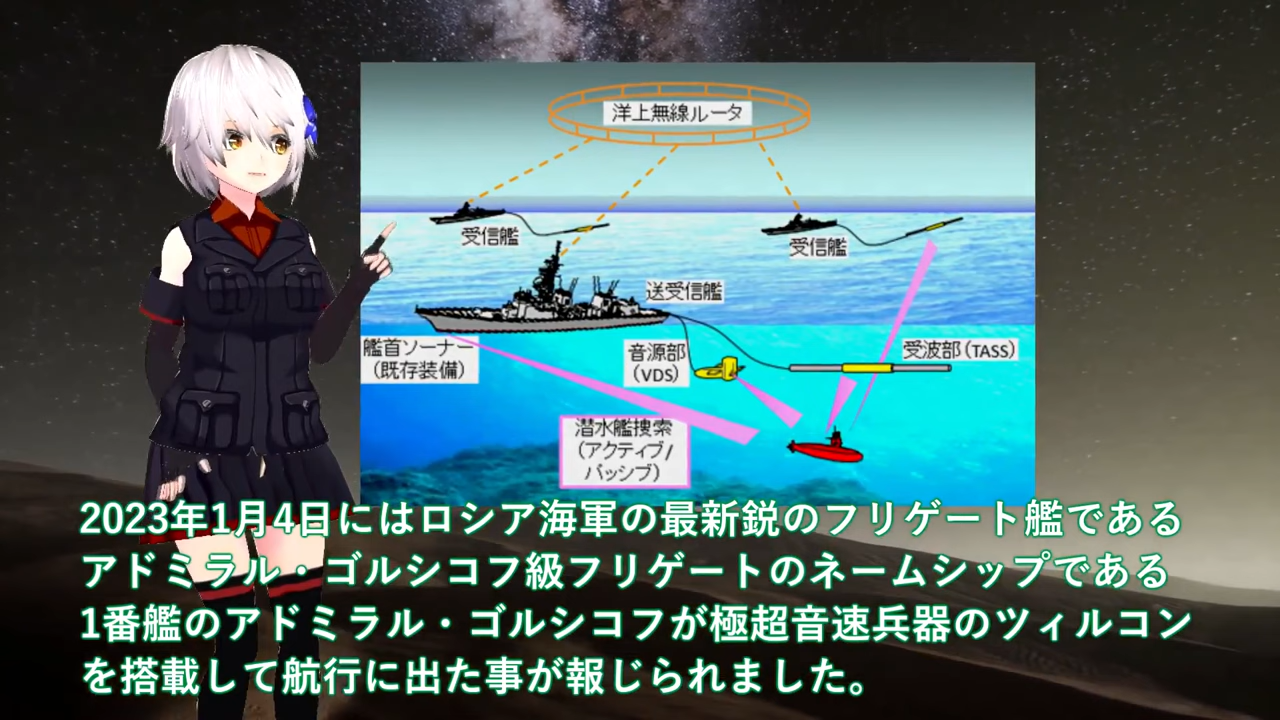 洋上無線ルータ
受信艦
受信艦
送受信艦
艦首ソーナー
（既存装備）
音源部
（VDS）
受波部（TASS）
潜水艦捜索
（アクティブ/
パッシブ）
2023年1月4日にはロシア海軍の最新鋭のフリゲート艦である
アドミラル・ゴルシコフ級フリゲートのネームシップである
1番艦のアドミラル・ゴルシコフが極超音速兵器のツィルコン
を搭載して航行に出た事が報じられました。